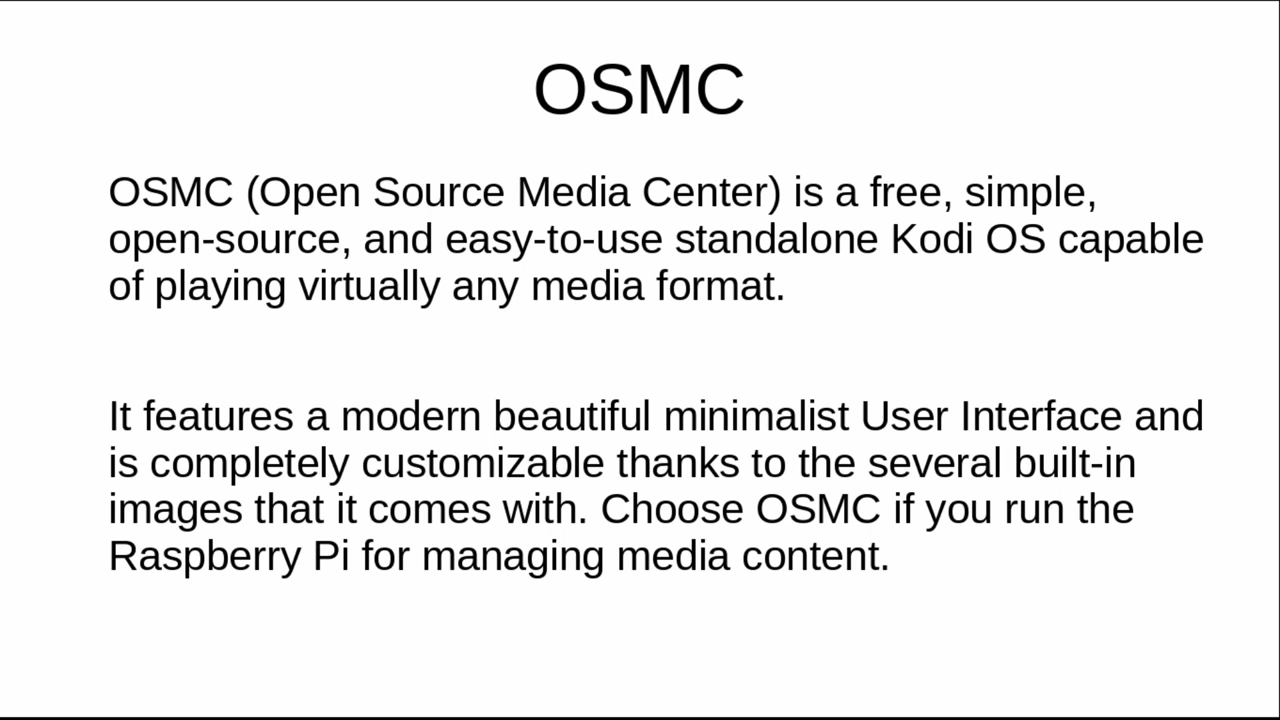 OSMC
OSMC (Open Source Media Center) is a free, simple,
open-source, and easy-to-use standalone Kodi OS capable
of playing virtually any media format.
It features a modern beautiful minimalist User Interface and
is completely customizable thanks to the several built-in
images that it comes with. Choose OSMC if you run the
Raspberry Pi for managing media content.